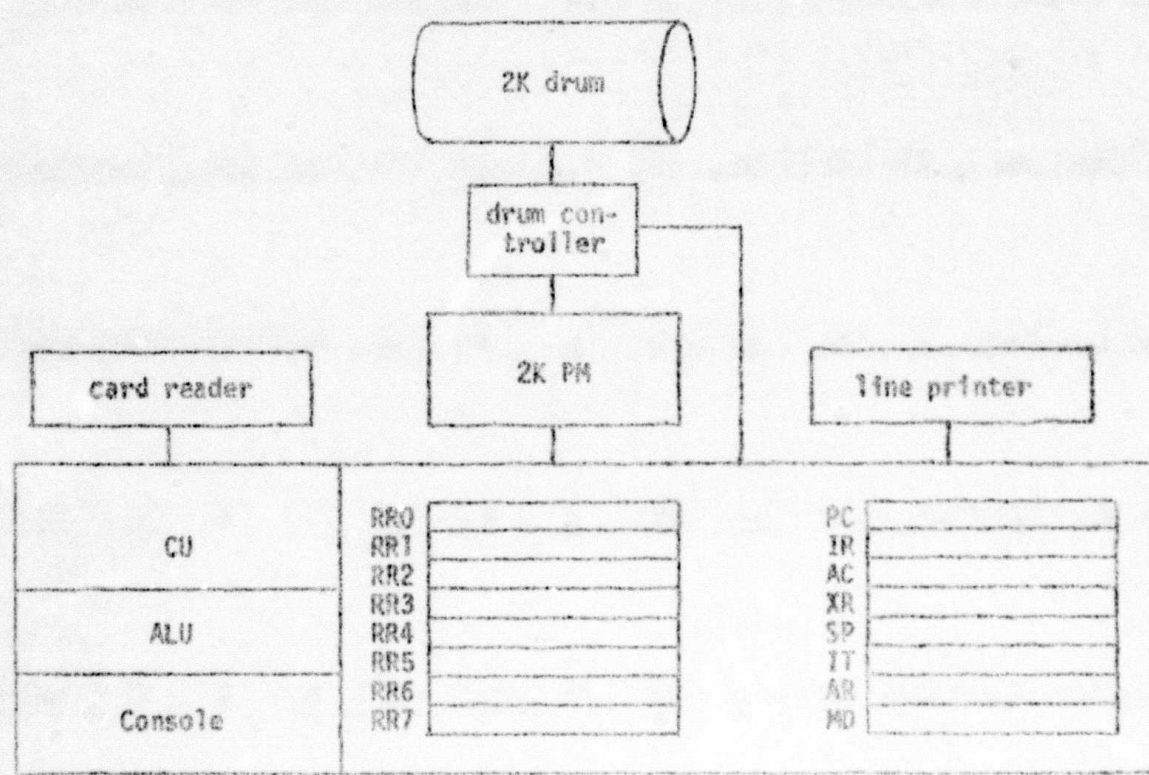 2K drum
drum con-
troller
2K PM
card reader
line printer
CU
ALU
Console
RR0
RR1
RR2
RR3
RR4
RR5
RR6
RR7
PC
IR
AC
XR
SP
IT
AR
MD